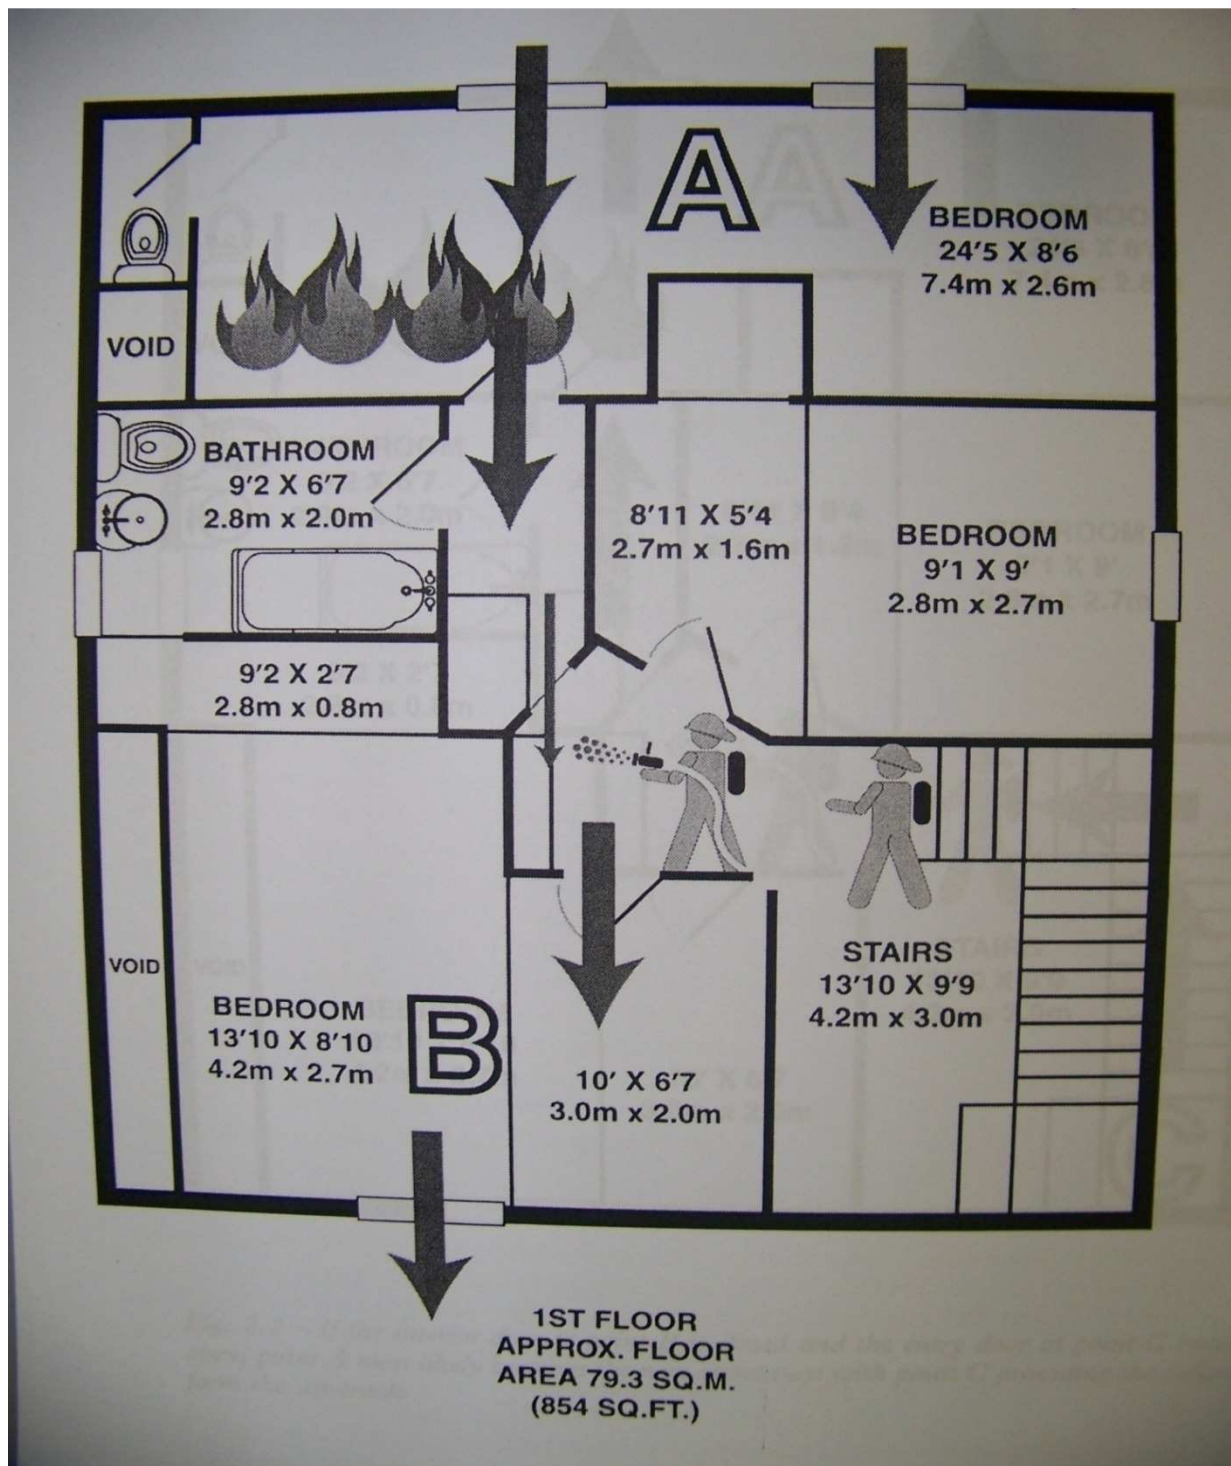 A
BEDROOM
24'5 X 8'6
7.4m x 2.6m
VOID
BATHROOM
9'2 X 6'7
2.8m x 2.0m
8'11 X 5'4
2.7m x 1.6m
BEDROOM
9'1 X 9'
2.8m x 2.7m
9'2 X 2'7
2.8m x 0.8m
VOID
BEDROOM
13'10 X 8'10
4.2m x 2.7m
B
STAIRS
13'10 X 9'9
4.2m x 3.0m
10' X 6'7
3.0m x 2.0m
1ST FLOOR
APPROX. FLOOR
AREA 79.3 SQ.M.
(854 SQ.FT.)